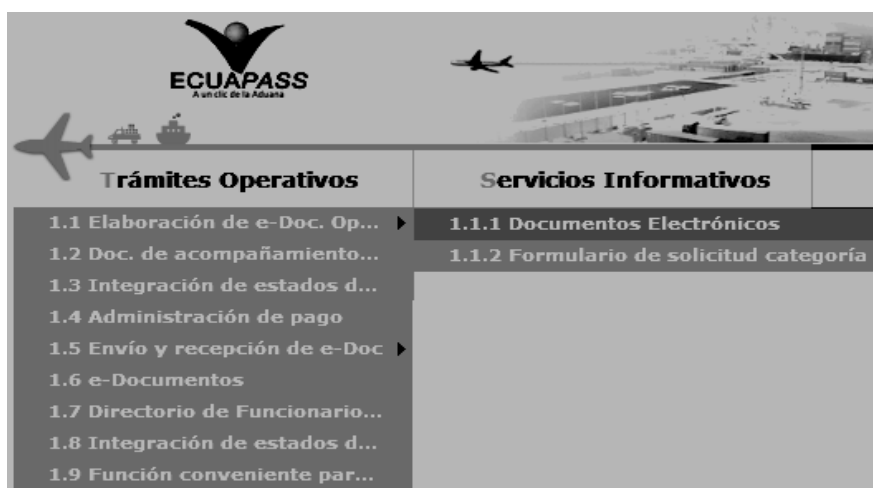 ECUAPASS
A un clic de la Aduana
Trámites Operativos
Servicios Informativos
1.1 Elaboración de e-Doc. Op...
1.1.1 Documentos Electrónicos
1.2 Doc. de acompañamiento...
1.1.2 Formulario de solicitud categoría
1.3 Integración de estados d...
1.4 Administración de pago
1.5 Envío y recepción de e-Doc
1.6 e-Documentos
1.7 Directorio de Funcionario...
1.8 Integración de estados d...
1.9 Función conveniente par...